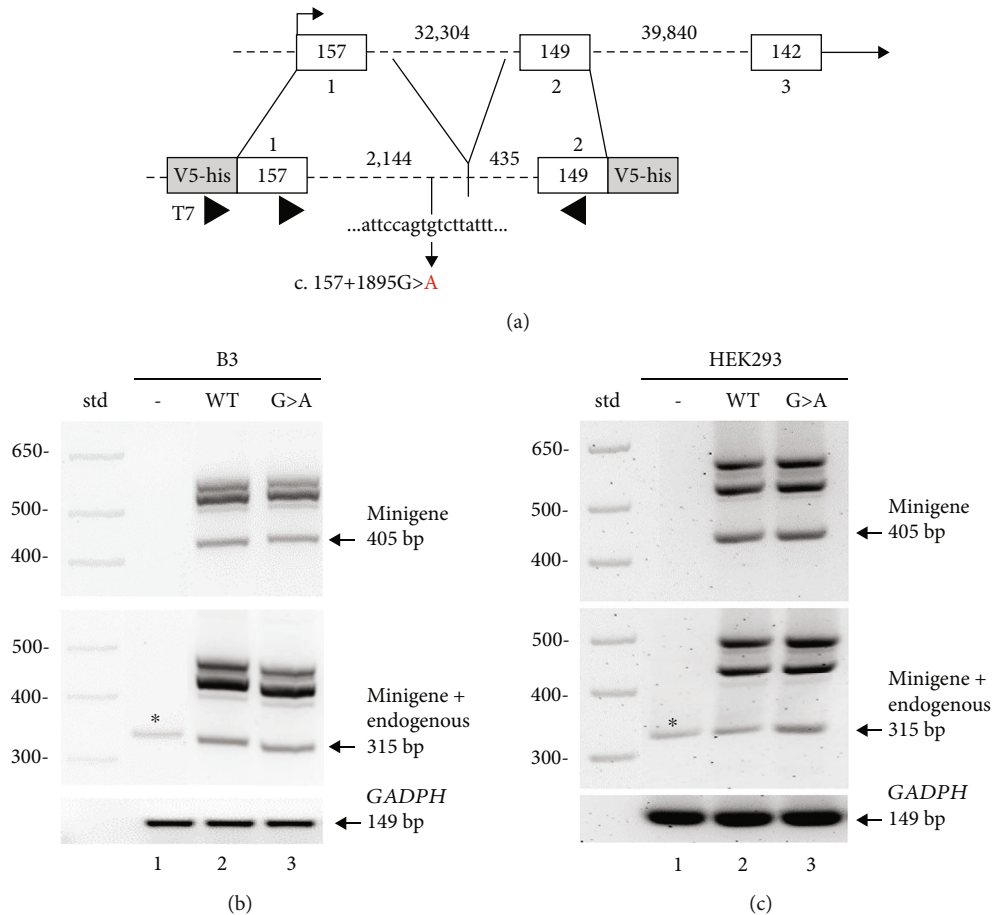 32,304 39,840
157 149 142
1 2 3
1 2
2,144 435
V5-his 157 149 V5-his
T7
...attccagtgtcttattt...
c. 157+1895G>A
(a)
B3
std - WT G>A
650-
500-
400-
Minigene
405 bp
500-
400-
300-
*
Minigene +
endogenous
315 bp
GADPH
149 bp
1 2 3
(b)
HEK293
std - WT G>A
650-
500-
400-
Minigene
405 bp
500-
400-
300-
*
Minigene +
endogenous
315 bp
GADPH
149 bp
1 2 3
(c)